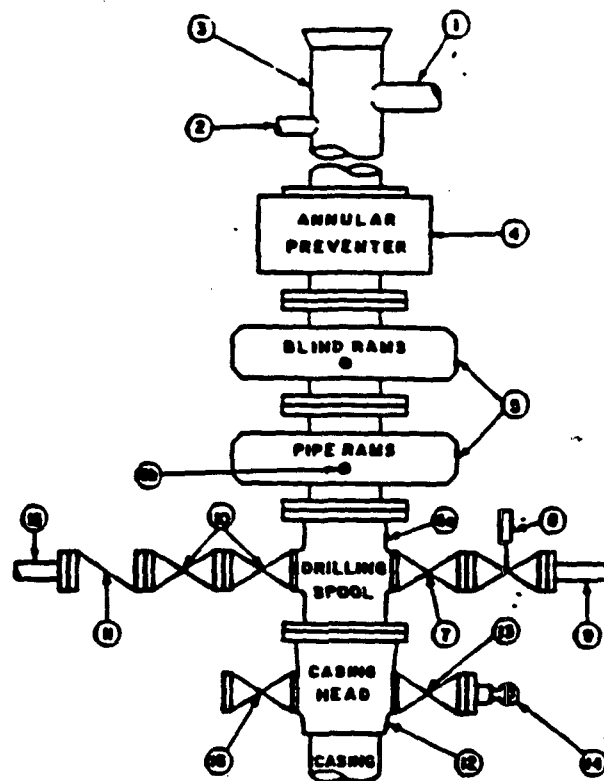 3
1
2
ANNULAR
PREVENTER
4
BLIND RAMS
5
PIPE RAMS
8
10
DRILLING
SPOOL
11
7
13
9
CASING
HEAD
12
14
CASING